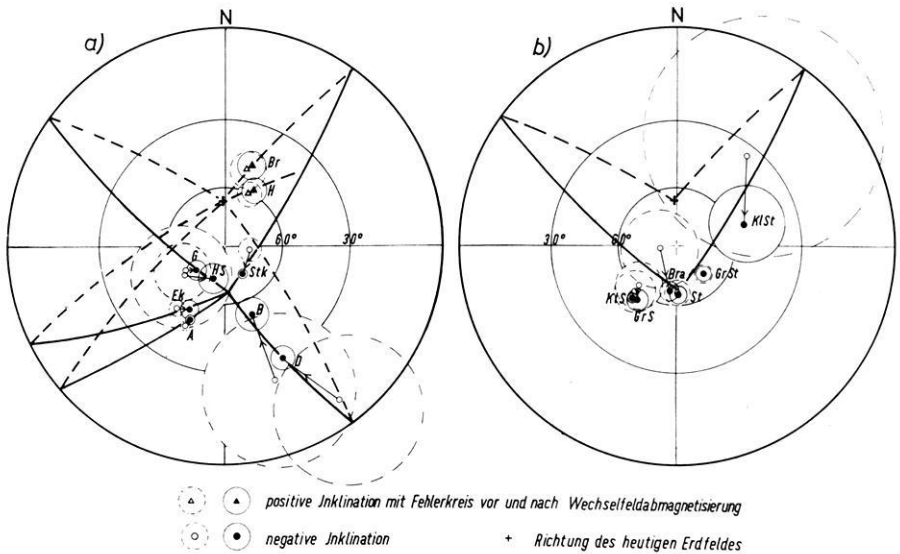 N
N
a)
b)
Br
H
60°
30°
30°
60°
KlSt
G
HS
Stk
GrSt
Bra
Ek
A
B
KtS
St
GrS
D
positive Jnklination mit Fehlerkreis vor und nach Wechselfeldabmagnetisierung
negative Jnklination
+ Richtung des heutigen Erdfeldes